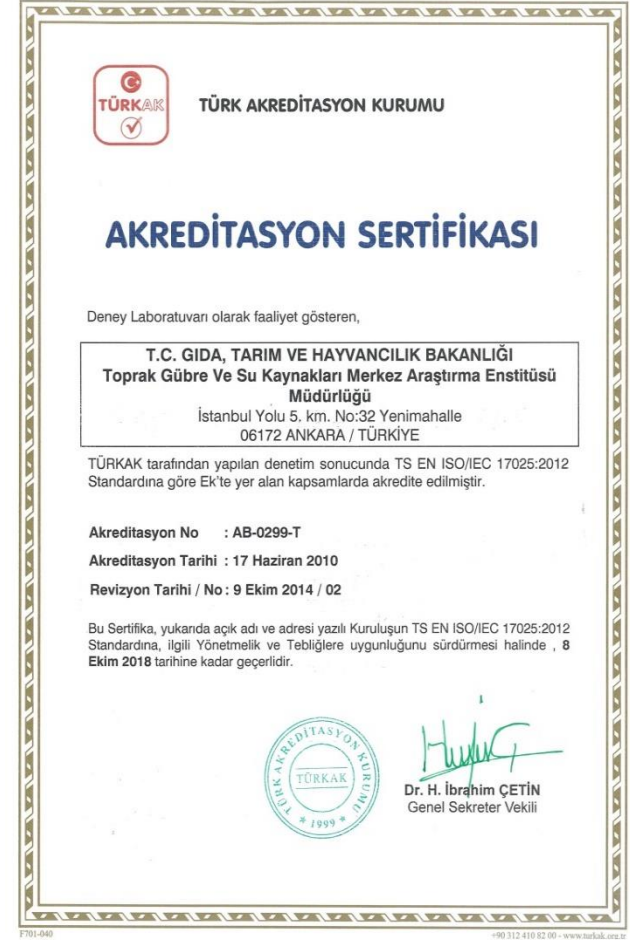 TÜRKAK
TÜRK AKREDİTASYON KURUMU
AKREDİTASYON SERTİFİKASI
Deney Laboratuvarı olarak faaliyet gösteren,
T.C. GIDA, TARIM VE HAYVANCILIK BAKANLIĞI
Toprak Gübre Ve Su Kaynakları Merkez Araştırma Enstitüsü
Müdürlüğü
İstanbul Yolu 5. km. No:32 Yenimahalle
06172 ANKARA / TÜRKİYE
TÜRKAK tarafından yapılan denetim sonucunda TS EN ISO/IEC 17025:2012
Standardına göre Ek'te yer alan kapsamlarda akredite edilmiştir.
Akreditasyon No : AB-0299-T
Akreditasyon Tarihi : 17 Haziran 2010
Revizyon Tarihi / No : 9 Ekim 2014 / 02
Bu Sertifika, yukarıda açık adı ve adresi yazılı Kuruluşun TS EN ISO/IEC 17025:2012
Standardına, ilgili Yönetmelik ve Tebliğlere uygunluğunu sürdürmesi halinde , 8
Ekim 2018 tarihine kadar geçerlidir.
TÜRK AKREDİTASYON KURUMU
TÜRKAK
* 1999 *
Dr. H. İbrahim ÇETİN
Genel Sekreter Vekili
F701-040
+90 312 410 82 00 - www.turkak.org.tr